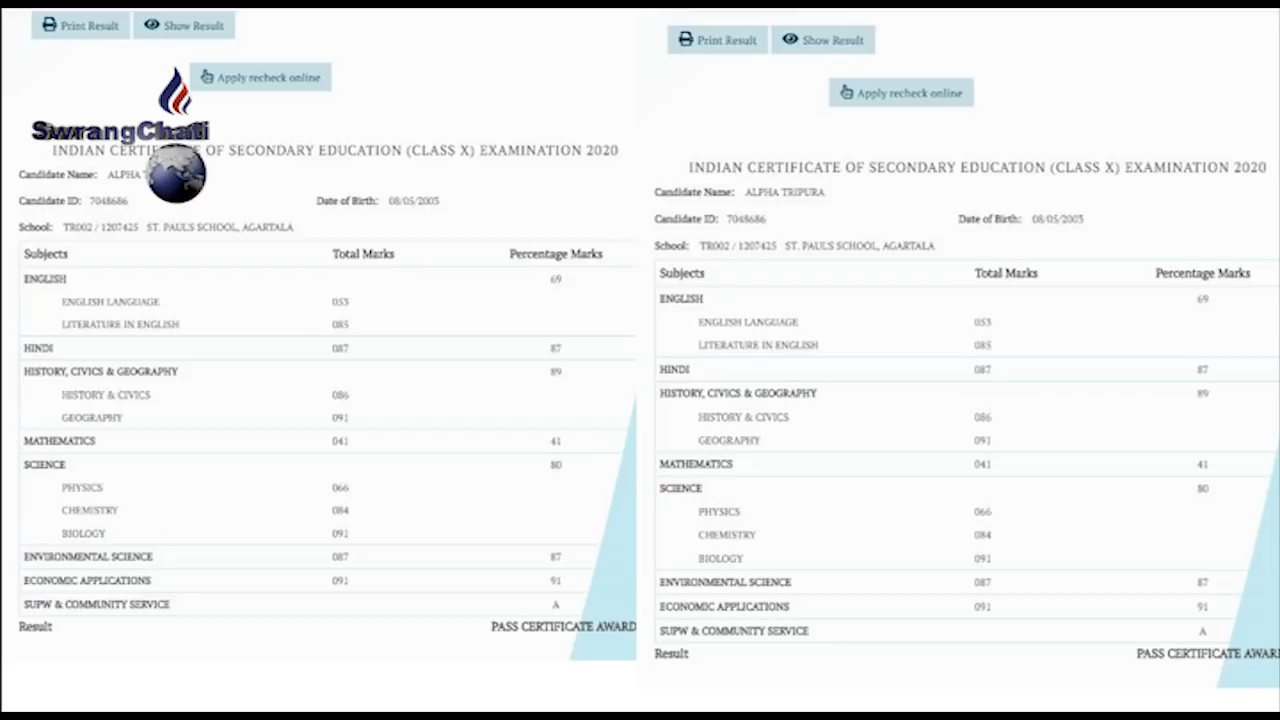 Print Result Show Result
Apply recheck online
SwrangChati
INDIAN CERTIFICATE OF SECONDARY EDUCATION (CLASS X) EXAMINATION 2020
Candidate Name: ALPHA
Candidate ID: 7048686 Date of Birth: 08/05/2003
School: TR002 / 1207425 ST. PAUL'S SCHOOL, AGARTALA
Subjects Total Marks Percentage Marks
ENGLISH 69
ENGLISH LANGUAGE 053
LITERATURE IN ENGLISH 085
HINDI 087 87
HISTORY, CIVICS & GEOGRAPHY 89
HISTORY & CIVICS 086
GEOGRAPHY 091
MATHEMATICS 041 41
SCIENCE 80
PHYSICS 066
CHEMISTRY 084
BIOLOGY 091
ENVIRONMENTAL SCIENCE 087 87
ECONOMIC APPLICATIONS 091 91
SUPW & COMMUNITY SERVICE A
Result PASS CERTIFICATE AWARD
Print Result Show Result
Apply recheck online
INDIAN CERTIFICATE OF SECONDARY EDUCATION (CLASS X) EXAMINATION 2020
Candidate Name: ALPHA TRIPURA
Candidate ID: 7048686 Date of Birth: 08/05/2003
School: TR002 / 1207425 ST. PAUL'S SCHOOL, AGARTALA
Subjects Total Marks Percentage Marks
ENGLISH 69
ENGLISH LANGUAGE 053
LITERATURE IN ENGLISH 085
HINDI 087 87
HISTORY, CIVICS & GEOGRAPHY 89
HISTORY & CIVICS 086
GEOGRAPHY 091
MATHEMATICS 041 41
SCIENCE 80
PHYSICS 066
CHEMISTRY 084
BIOLOGY 091
ENVIRONMENTAL SCIENCE 087 87
ECONOMIC APPLICATIONS 091 91
SUPW & COMMUNITY SERVICE A
Result PASS CERTIFICATE AWAR